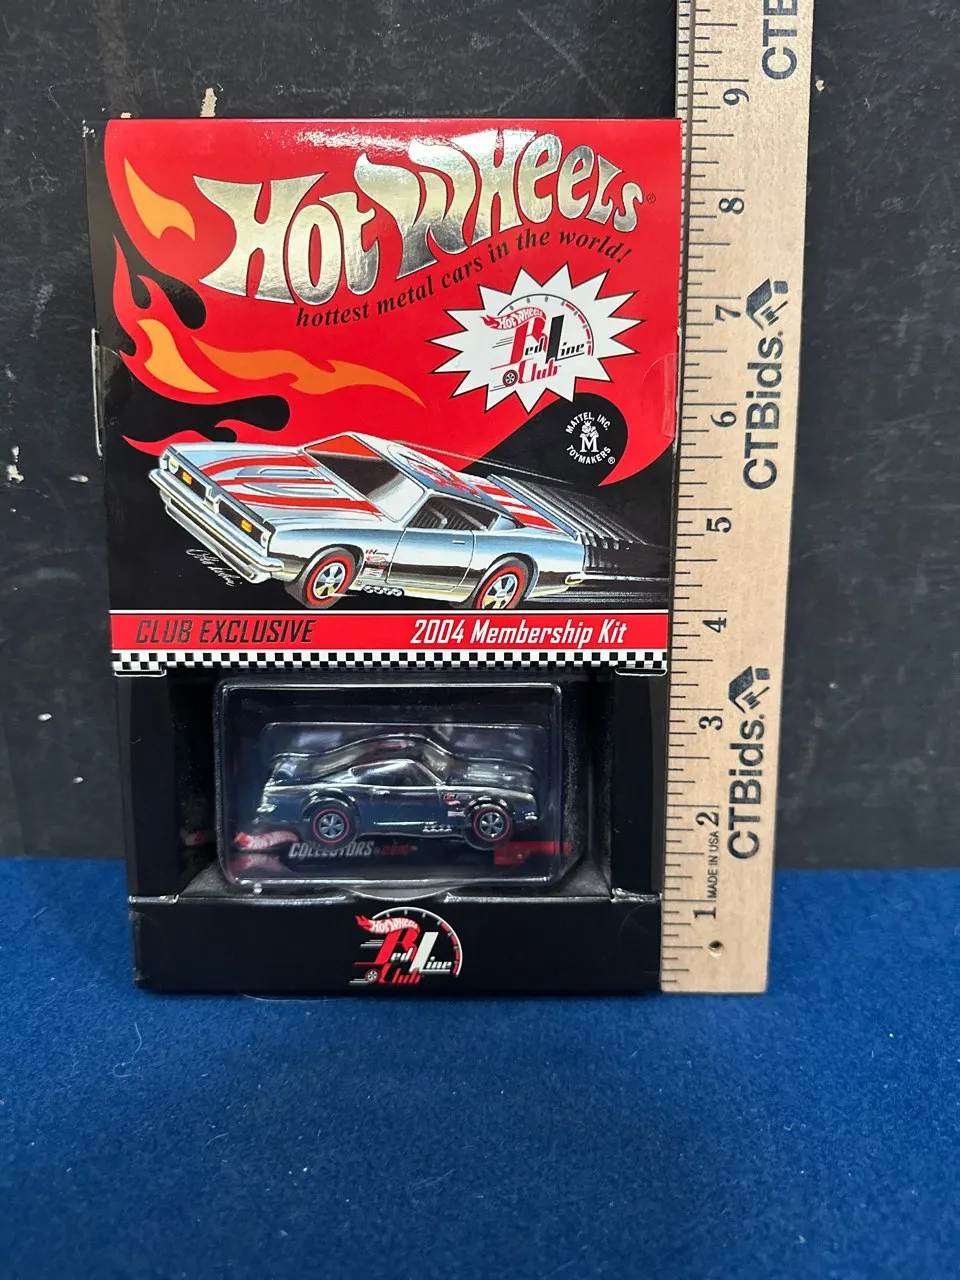 HOT WHEELS®
hottest metal cars in the world!
HOT WHEELS
Red Line
Club
MATTEL, INC.
M
TOYMAKERS
®
CLUB EXCLUSIVE
2004 Membership Kit
HOT WHEELS
COLLECTORS.COM
HOT WHEELS
Red Line
Club
1
2
3
4
5
6
7
8
9
MADE IN USA
CTBids.
CTBids.
CTB